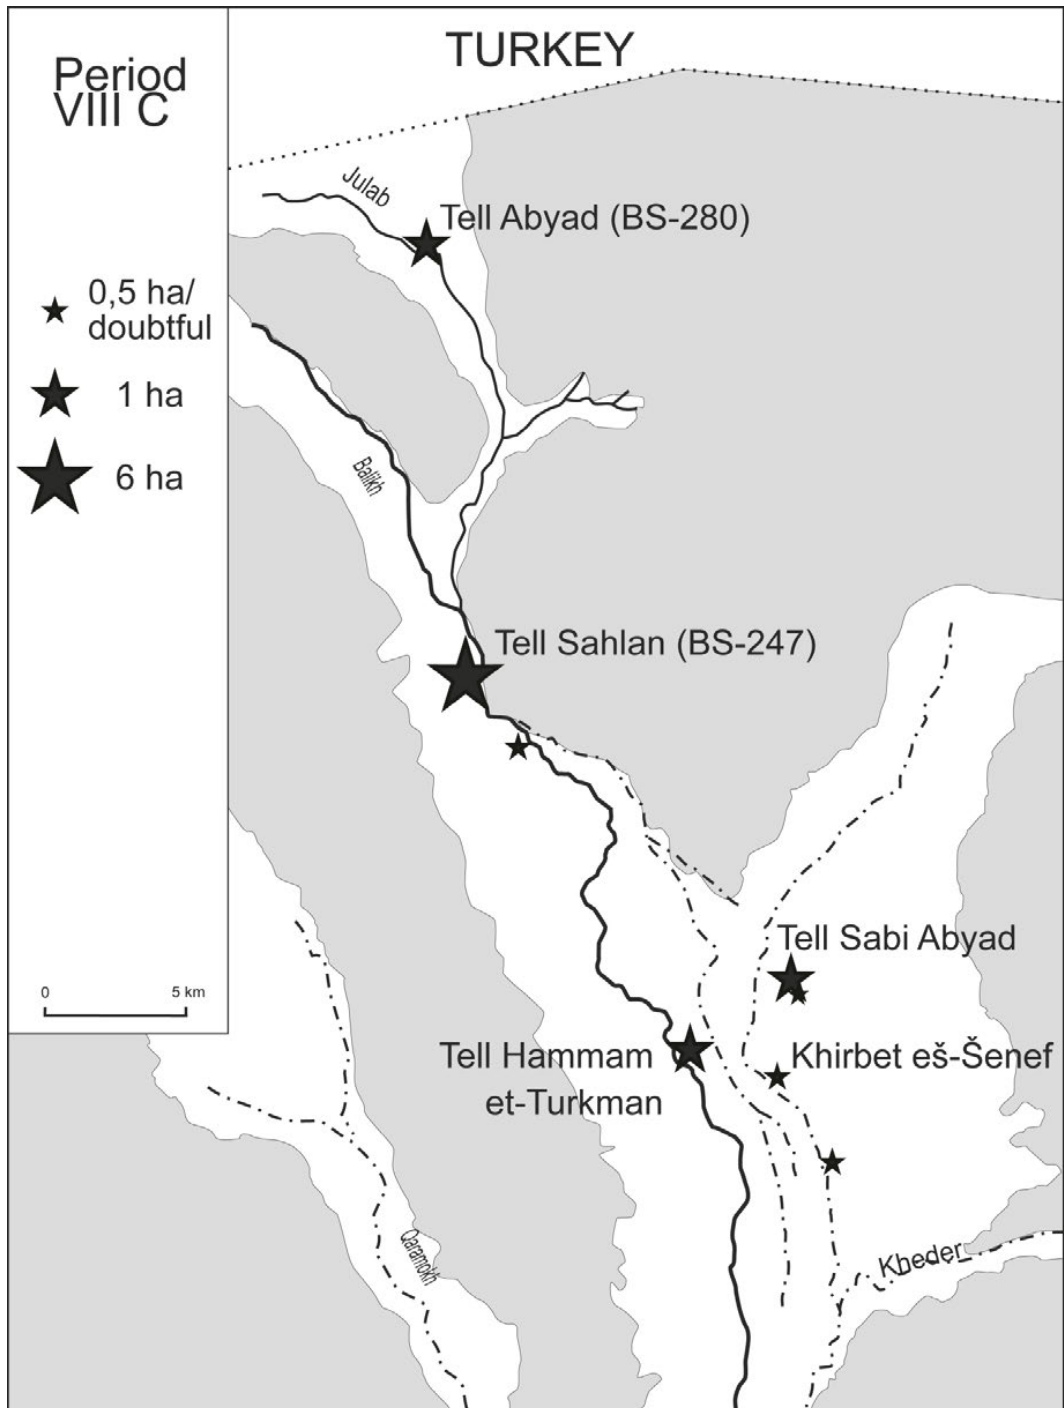 Period
VIII C
0,5 ha/
doubtful
1 ha
6 ha
0 5 km
TURKEY
Julab
Tell Abyad (BS-280)
Balikh
Tell Sahlan (BS-247)
Tell Sabi Abyad
Tell Hammam
et-Turkman
Khirbet eš-Šenef
Qaramokh
Kheder